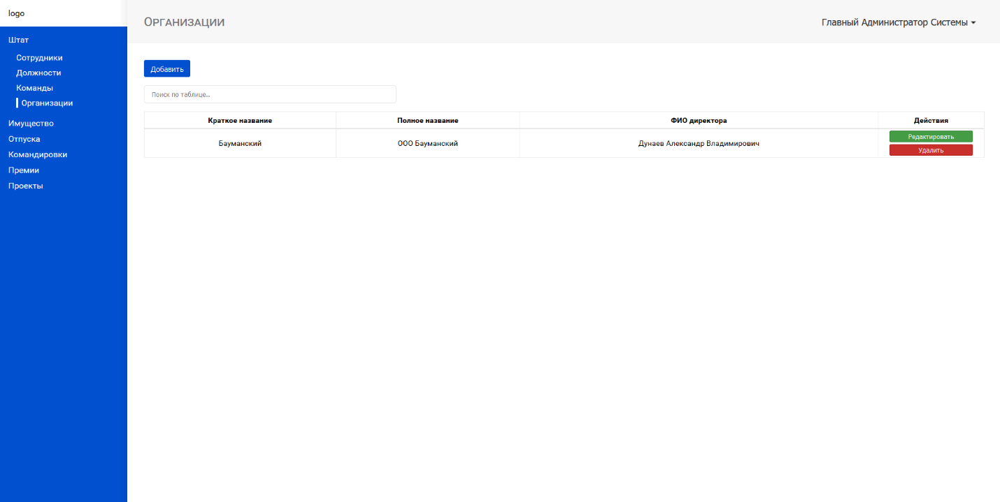 logo
Штат
Сотрудники
Должности
Команды
Организации
Имущество
Отпуска
Командировки
Премии
Проекты
Организации
Главный Администратор Системы
Добавить
Поиск по таблице..
Краткое название Полное название ФИО директора Действия
Бауманский ООО Бауманский Дунаев Александр Владимирович Редактировать
Удалить